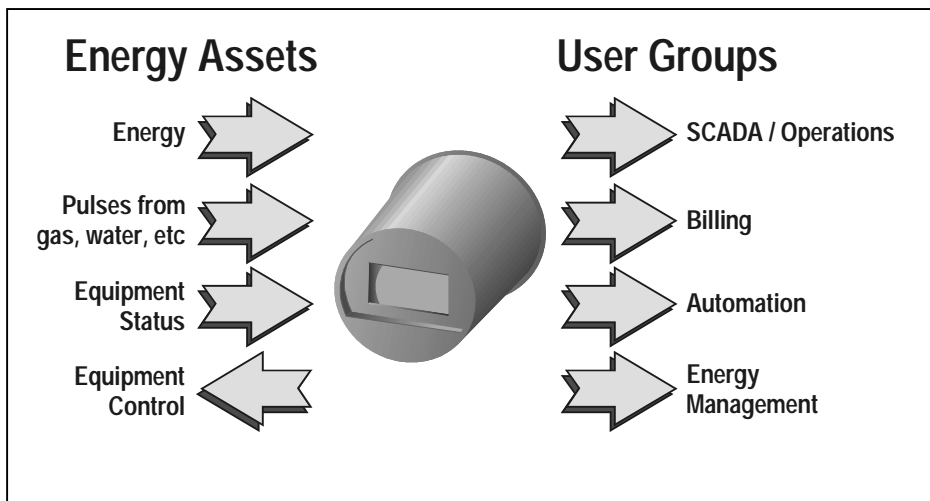 Energy Assets
Energy
Pulses from
gas, water, etc
Equipment
Status
Equipment
Control
User Groups
SCADA / Operations
Billing
Automation
Energy
Management